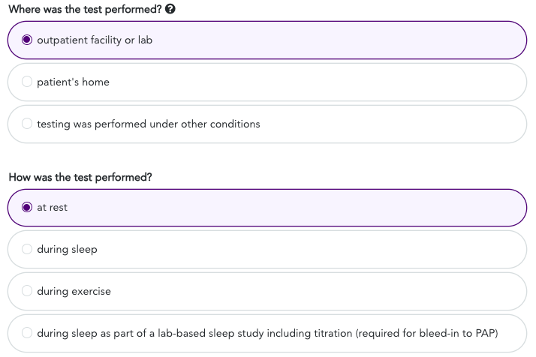 Where was the test performed? ?
outpatient facility or lab
patient's home
testing was performed under other conditions
How was the test performed?
at rest
during sleep
during exercise
during sleep as part of a lab-based sleep study including titration (required for bleed-in to PAP)